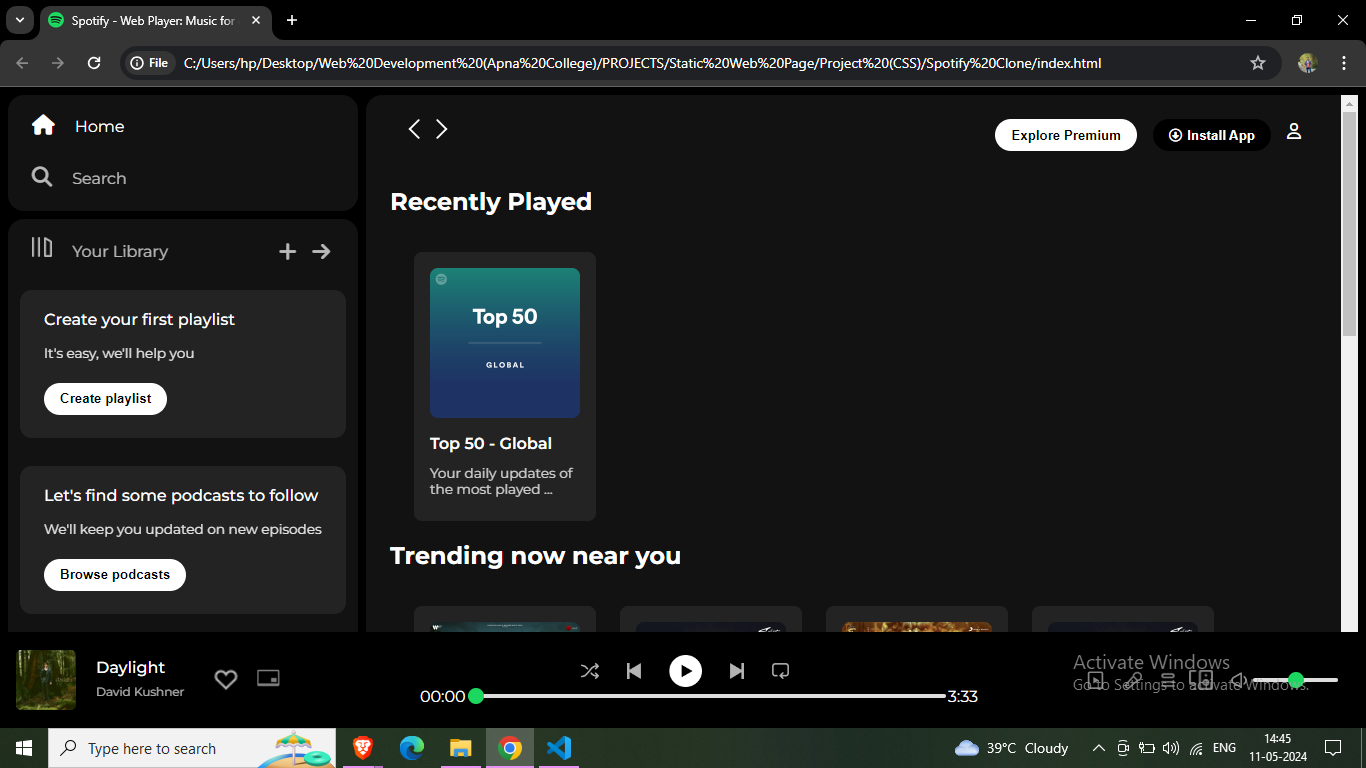 Spotify - Web Player: Music for
File
C:/Users/hp/Desktop/Web%20Development%20(Apna%20College)/PROJECTS/Static%20Web%20Page/Project%20(CSS)/Spotify%20Clone/index.html
Home
Search
Your Library
Create your first playlist
It's easy, we'll help you
Create playlist
Let's find some podcasts to follow
We'll keep you updated on new episodes
Browse podcasts
Explore Premium
Install App
Recently Played
Top 50
GLOBAL
Top 50 - Global
Your daily updates of
the most played ...
Trending now near you
Daylight
David Kushner
00:00
3:33
Activate Windows
Go to Settings to activate Windows.
Type here to search
39°C Cloudy
ENG
14:45
11-05-2024